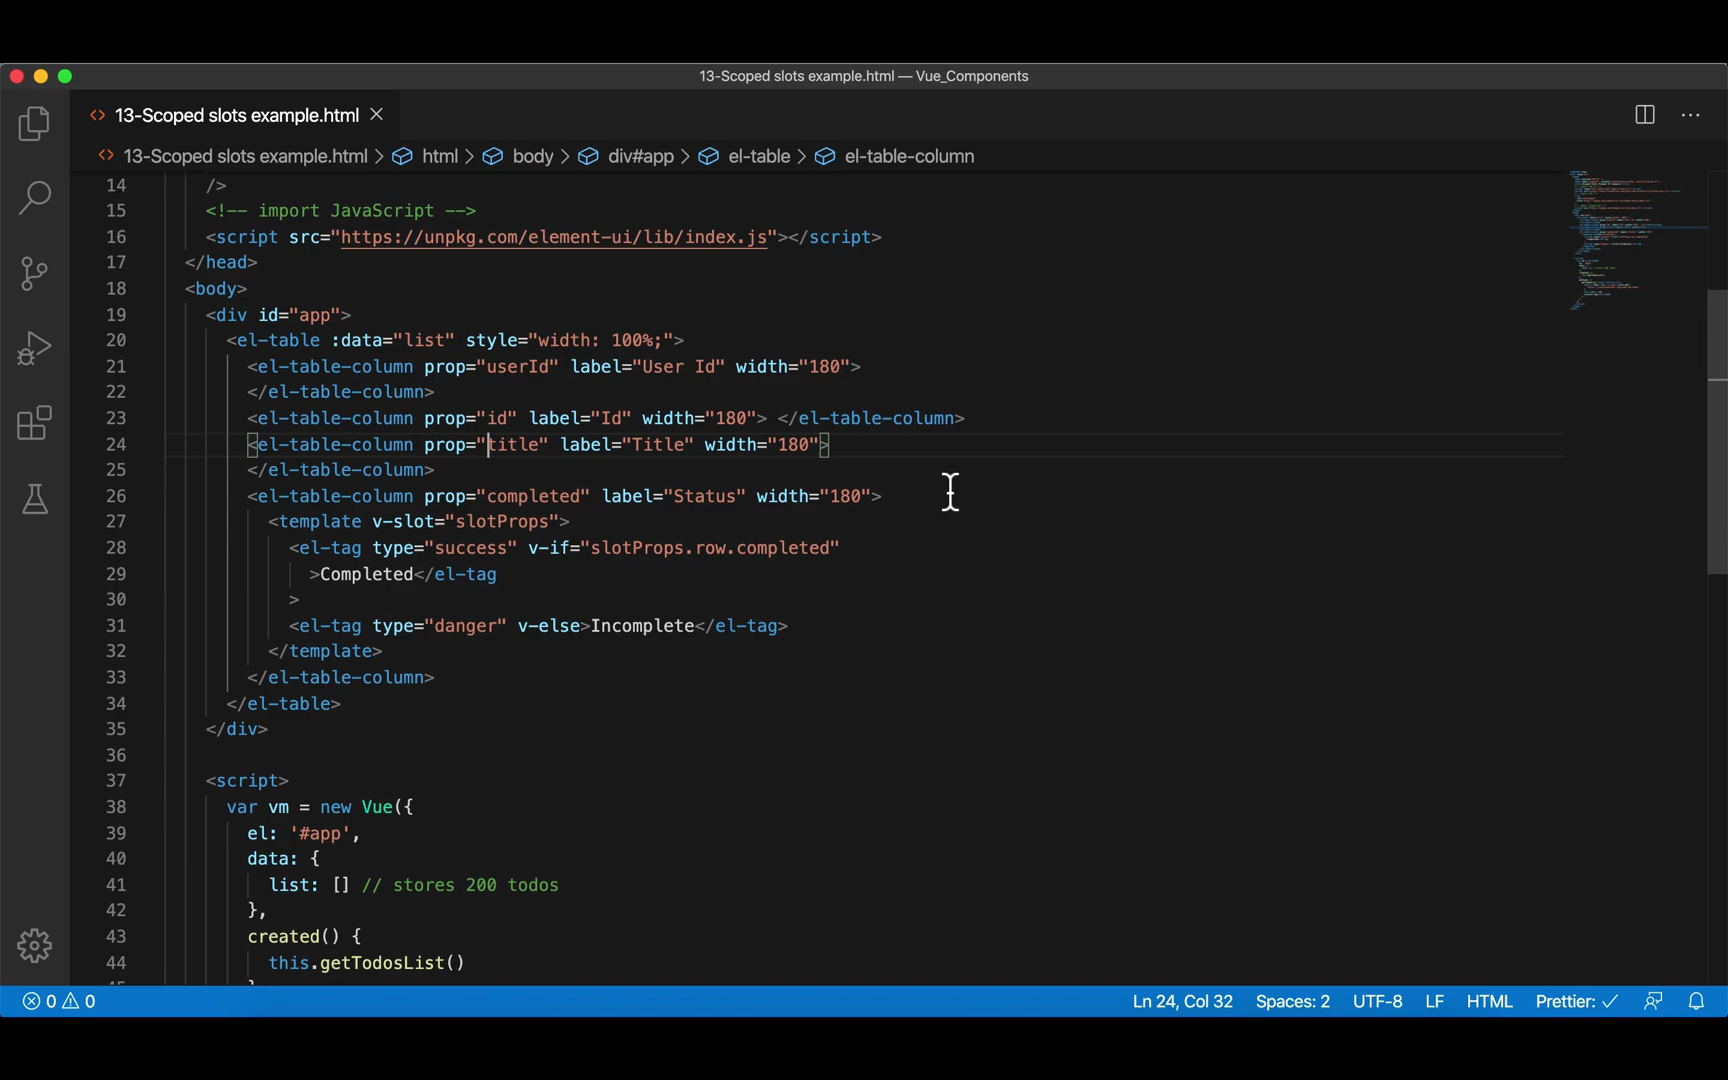 13-Scoped slots example.html — Vue_Components
13-Scoped slots example.html
13-Scoped slots example.html > html > body > div#app > el-table > el-table-column
14 />
15 <!-- import JavaScript -->
16 <script src="https://unpkg.com/element-ui/lib/index.js"></script>
17 </head>
18 <body>
19 <div id="app">
20 <el-table :data="list" style="width: 100%;">
21 <el-table-column prop="userId" label="User Id" width="180">
22 </el-table-column>
23 <el-table-column prop="id" label="Id" width="180"> </el-table-column>
24 <el-table-column prop="title" label="Title" width="180">
25 </el-table-column>
26 <el-table-column prop="completed" label="Status" width="180">
27 <template v-slot="slotProps">
28 <el-tag type="success" v-if="slotProps.row.completed"
29 >Completed</el-tag
30 >
31 <el-tag type="danger" v-else>Incomplete</el-tag>
32 </template>
33 </el-table-column>
34 </el-table>
35 </div>
36
37 <script>
38 var vm = new Vue({
39 el: '#app',
40 data: {
41 list: [] // stores 200 todos
42 },
43 created() {
44 this.getTodosList()
0 0 Ln 24, Col 32 Spaces: 2 UTF-8 LF HTML Prettier: ✓